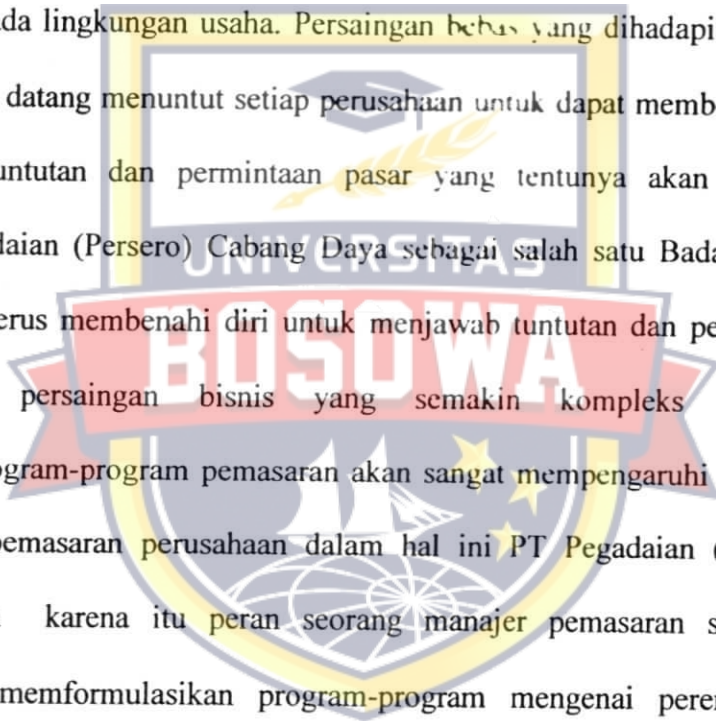 da lingkungan usaha. Persaingan bebas yang dihadapi
datang menuntut setiap perusahaan untuk dapat memb
untutan dan permintaan pasar yang tentunya akan
daian (Persero) Cabang Daya sebagai salah satu Bada
UNIVERSITAS
erus membenahi diri untuk menjawab tuntutan dan pe
BOSOWA
persaingan bisnis yang semakin kompleks
gram-program pemasaran akan sangat mempengaruhi
pemasaran perusahaan dalam hal ini PT Pegadaian (
karena itu peran seorang manajer pemasaran s
memformulasikan program-program mengenai peren